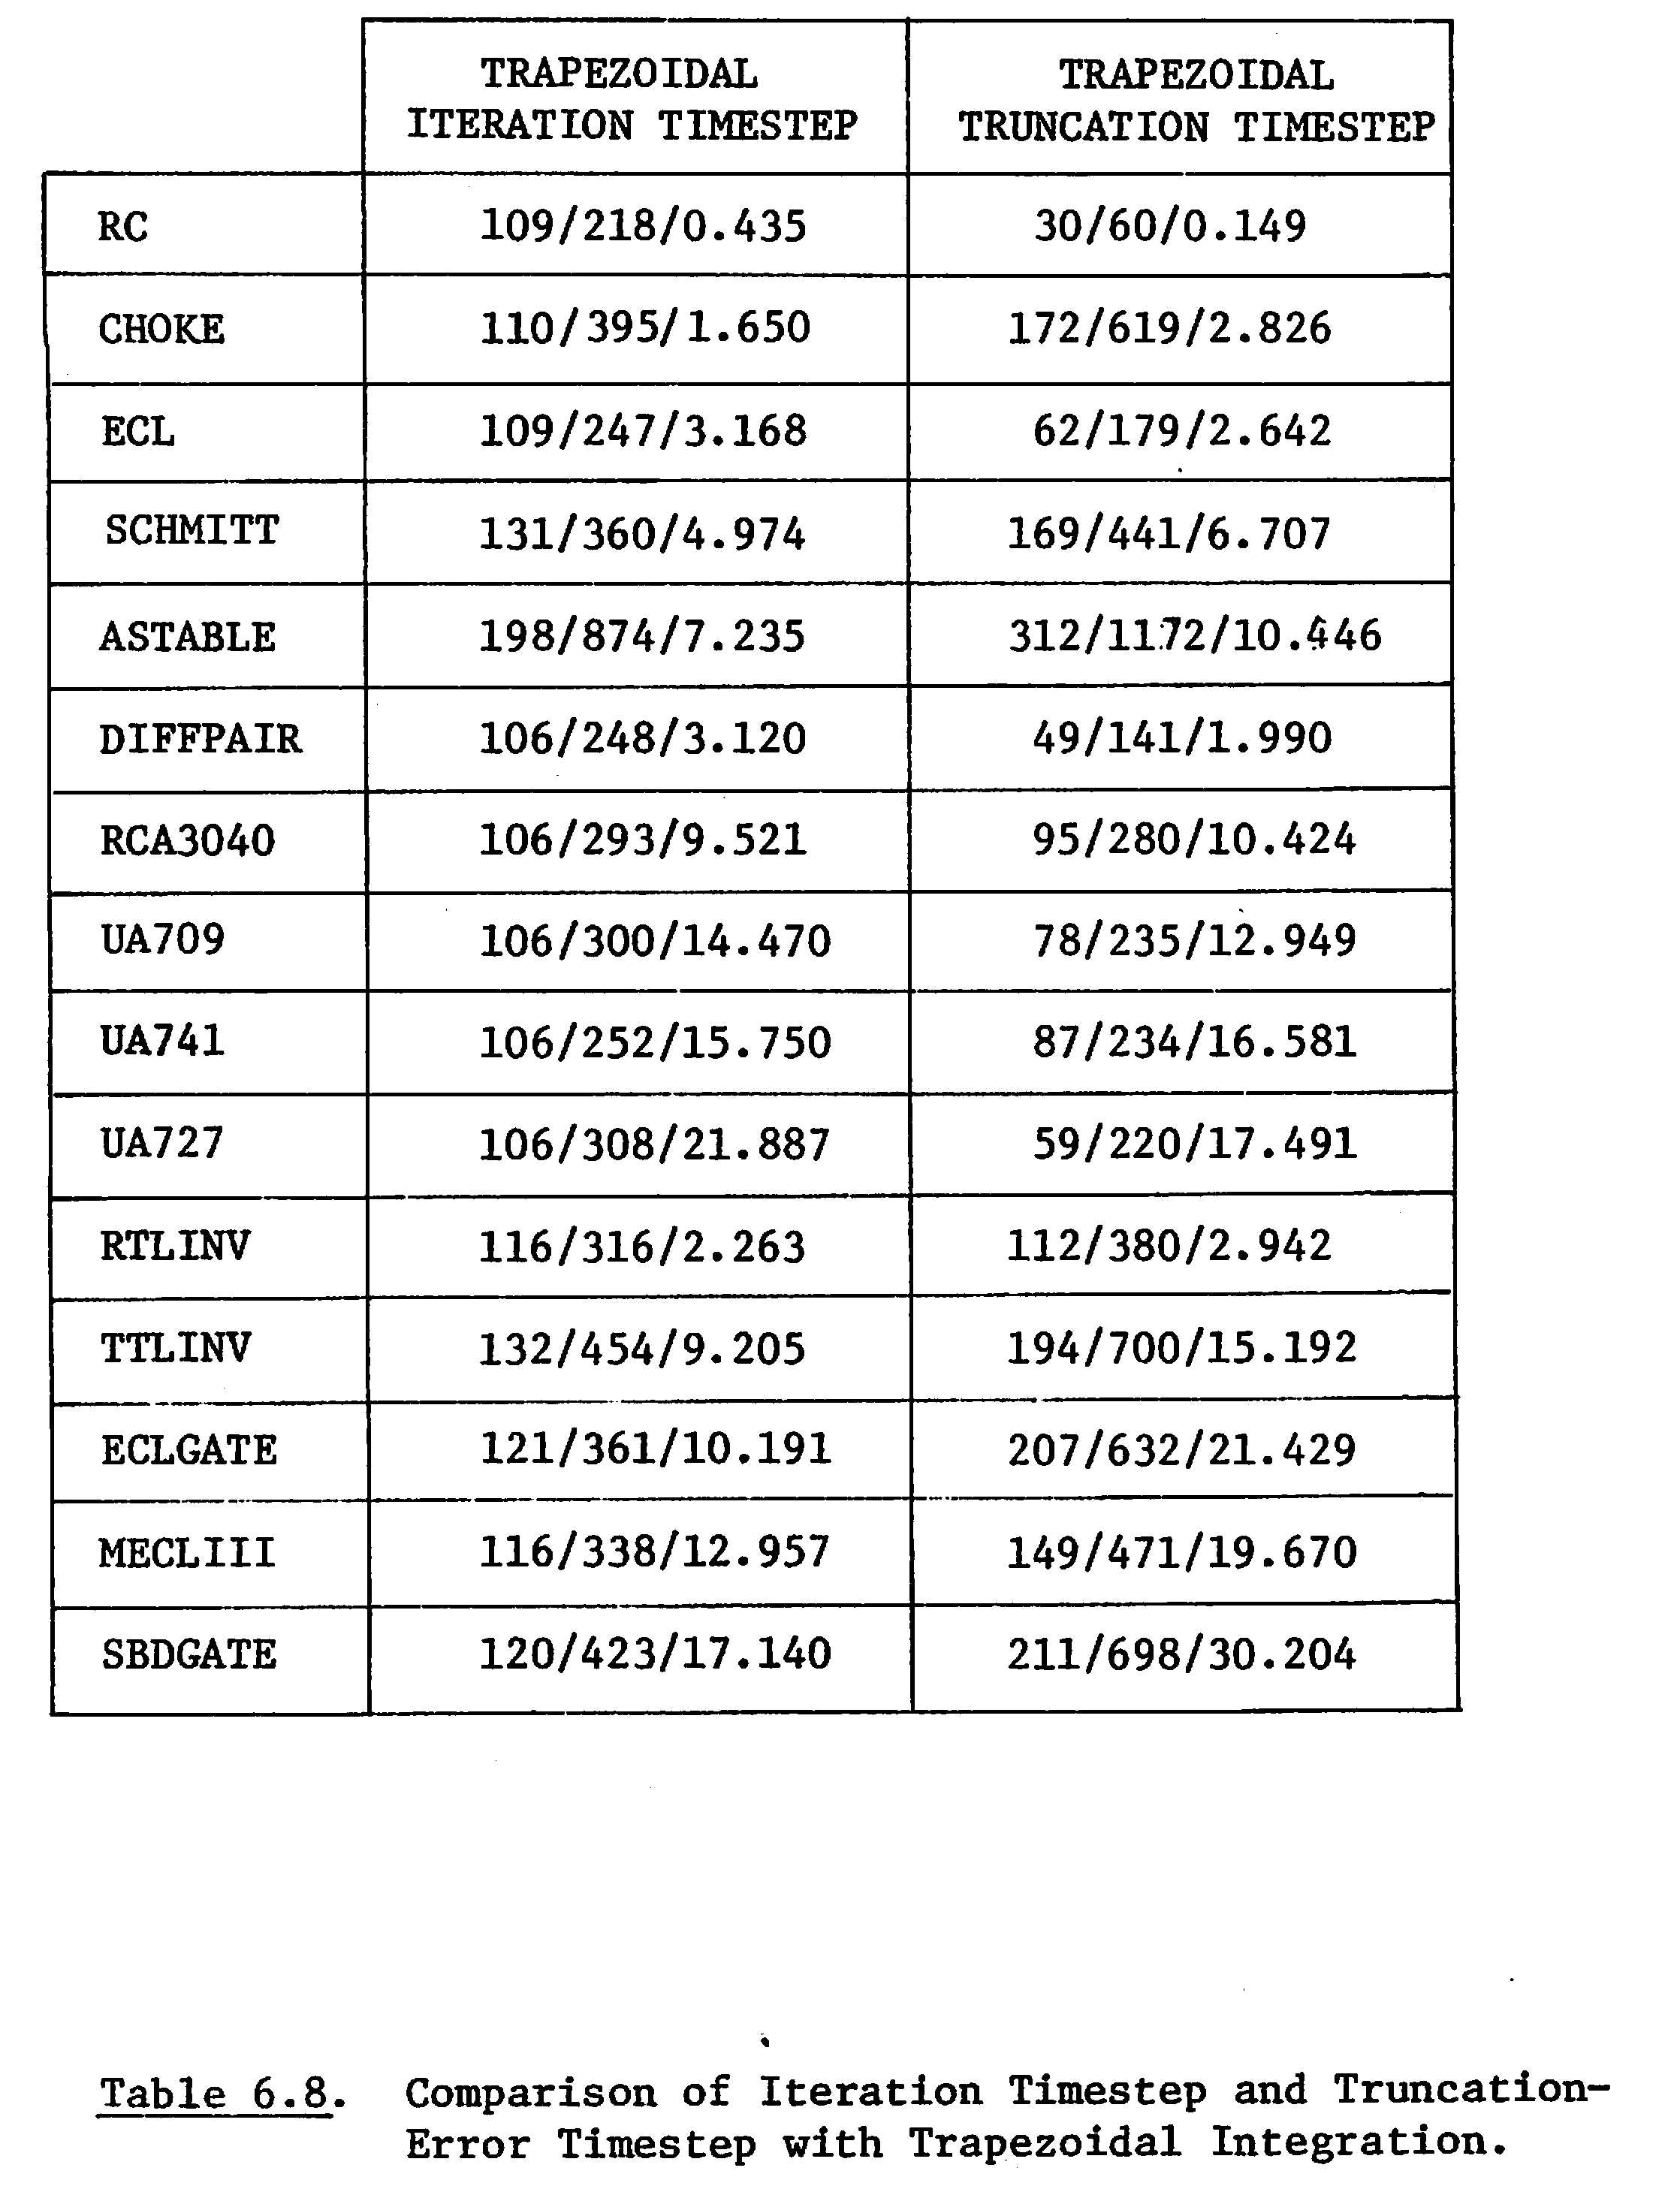 TRAPEZOIDAL ITERATION TIMESTEP TRAPEZOIDAL TRUNCATION TIMESTEP
RC 109/218/0.435 30/60/0.149
CHOKE 110/395/1.650 172/619/2.826
ECL 109/247/3.168 62/179/2.642
SCHMITT 131/360/4.974 169/441/6.707
ASTABLE 198/874/7.235 312/1172/10.446
DIFFPAIR 106/248/3.120 49/141/1.990
RCA3040 106/293/9.521 95/280/10.424
UA709 106/300/14.470 78/235/12.949
UA741 106/252/15.750 87/234/16.581
UA727 106/308/21.887 59/220/17.491
RTLINV 116/316/2.263 112/380/2.942
TTLINV 132/454/9.205 194/700/15.192
ECLGATE 121/361/10.191 207/632/21.429
MECLIII 116/338/12.957 149/471/19.670
SBDGATE 120/423/17.140 211/698/30.204
Table 6.8. Comparison of Iteration Timestep and Truncation-
Error Timestep with Trapezoidal Integration.